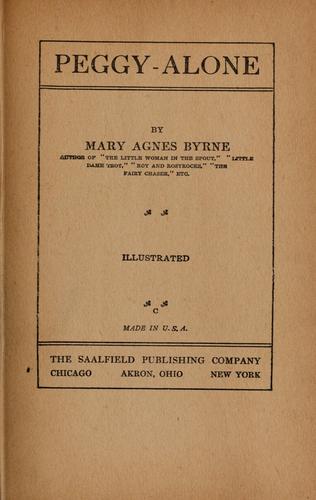 PEGGY-ALONE
BY
MARY AGNES BYRNE
AUTHOR OF "THE LITTLE WOMAN IN THE SPOUT," "LITTLE
DAME TROT," "ROY AND ROSYROCKS," "THE
FAIRY CHASER," ETC.
ILLUSTRATED
C
MADE IN U. S. A.
THE SAALFIELD PUBLISHING COMPANY
CHICAGO AKRON, OHIO NEW YORK